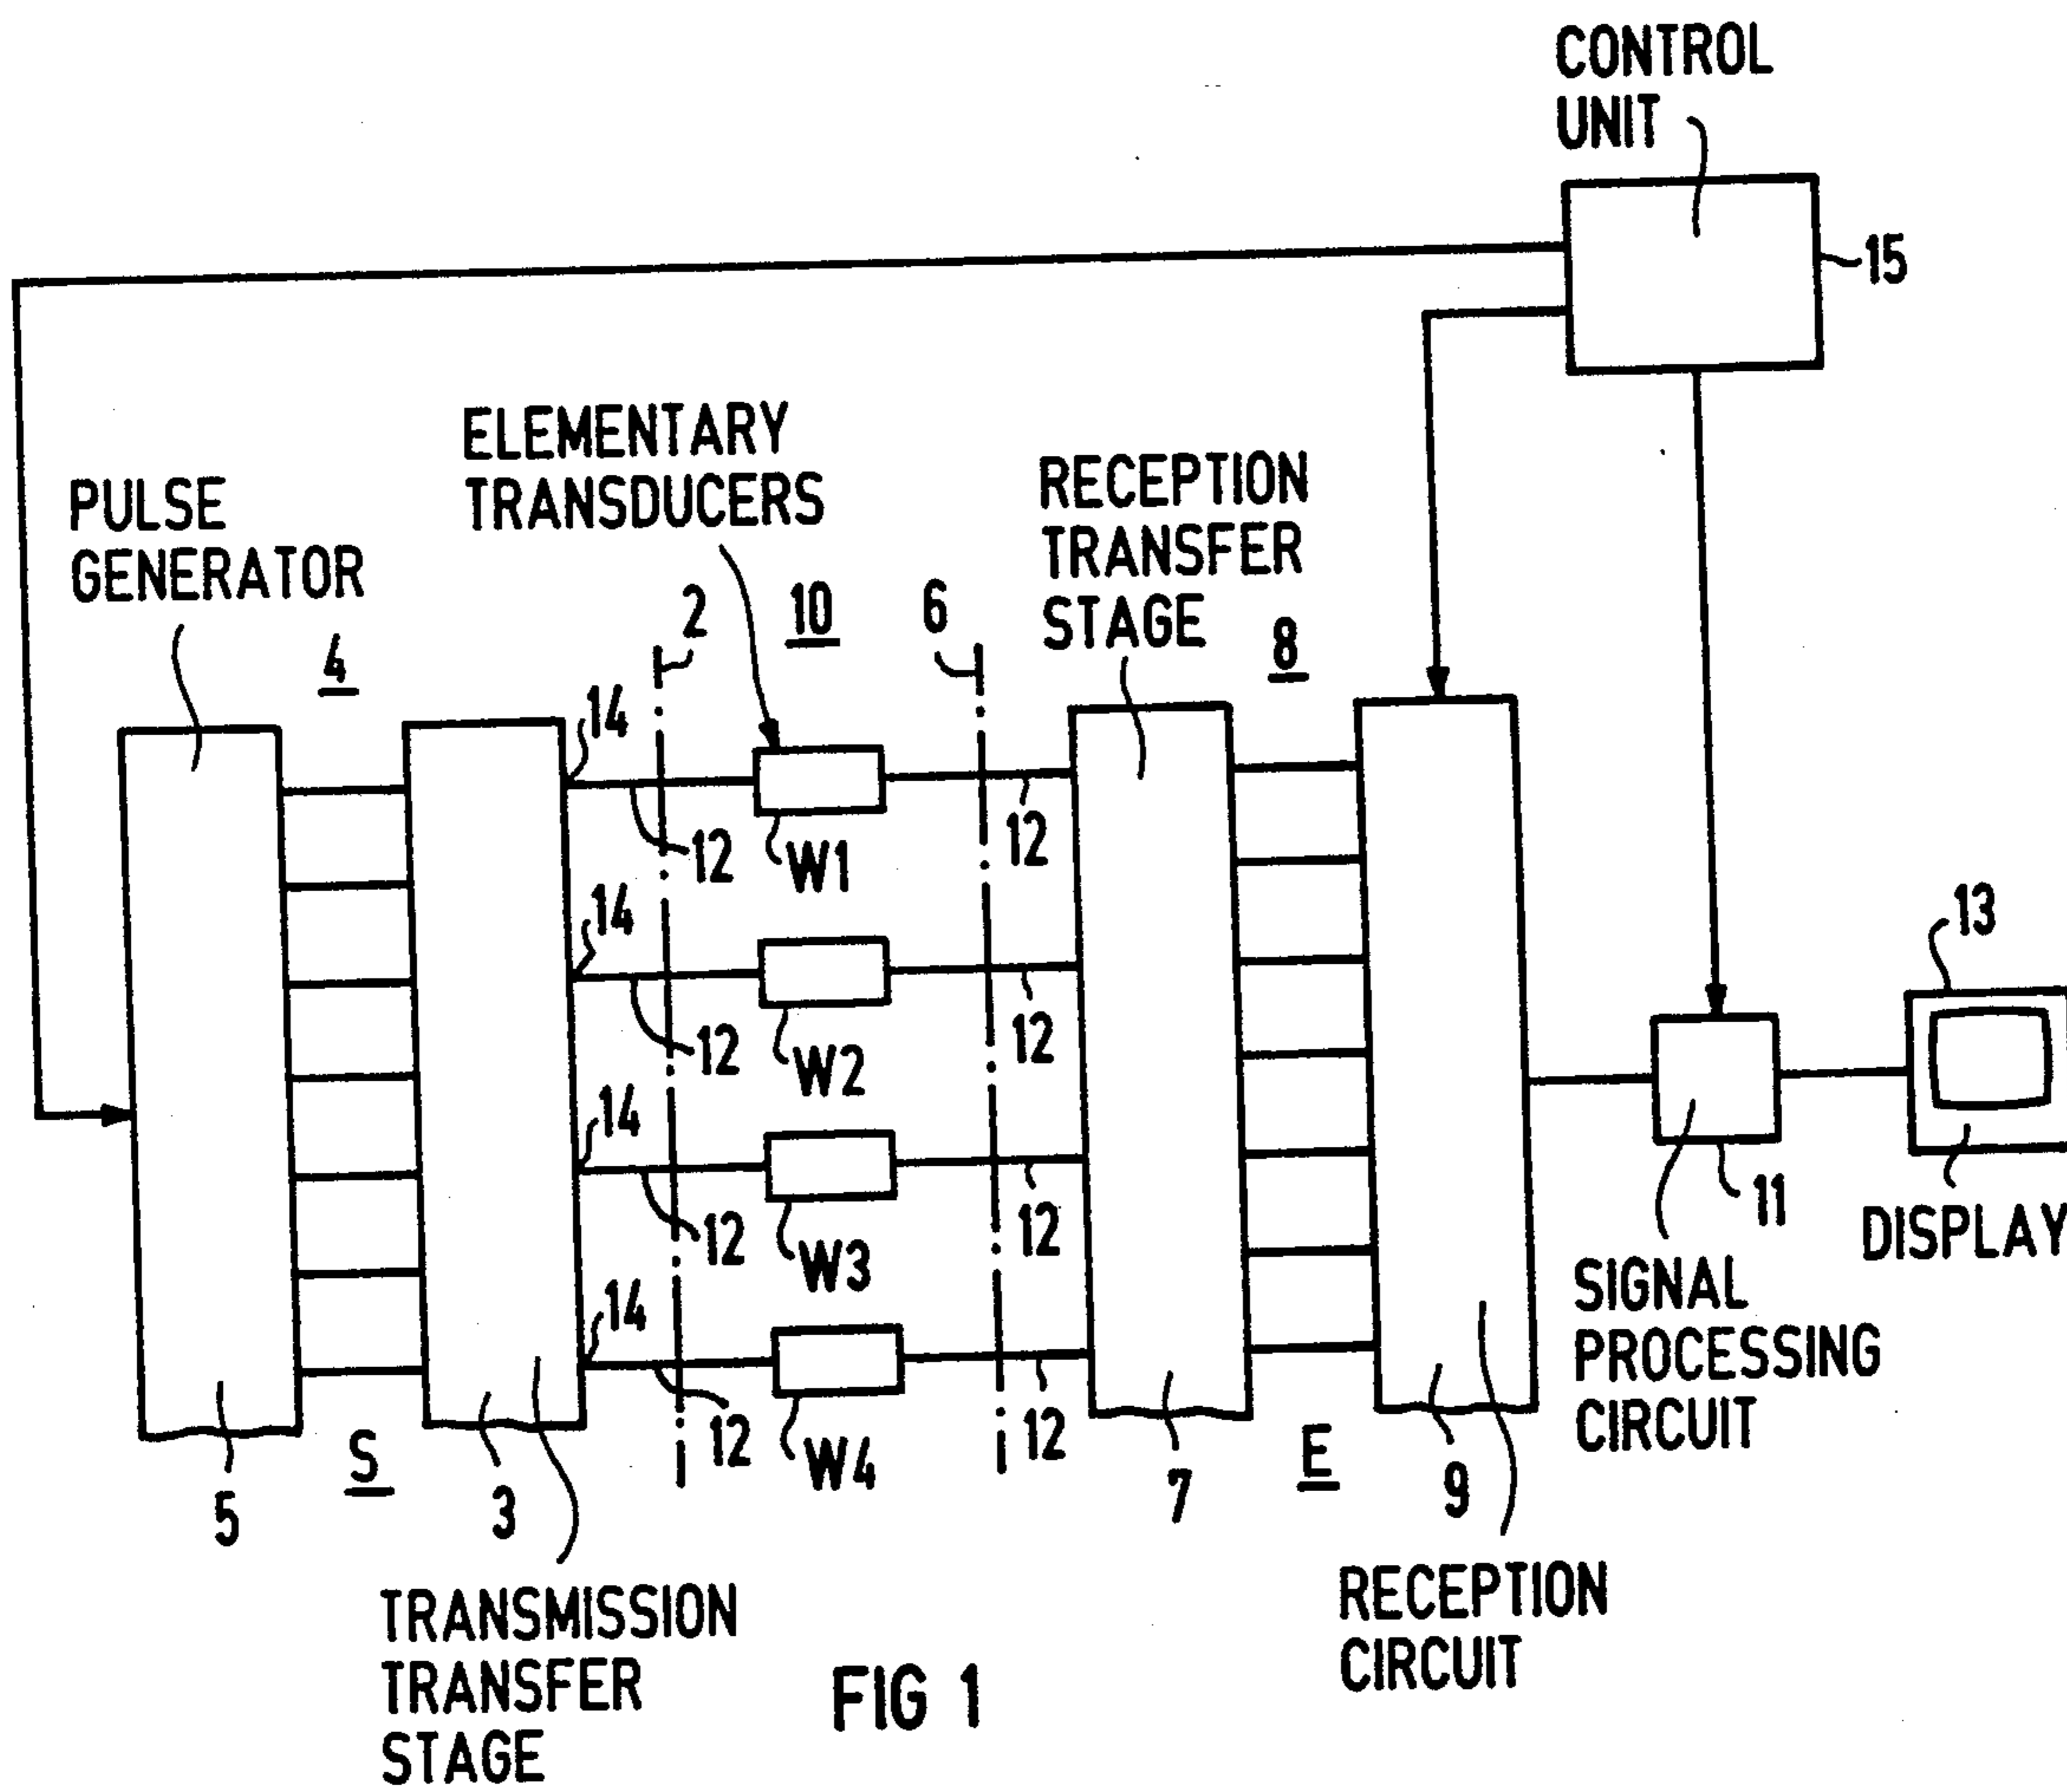 CONTROL
UNIT
15
ELEMENTARY
TRANSDUCERS
RECEPTION
TRANSFER
STAGE
PULSE
GENERATOR
4
2
10
6
8
14
12
W1
12
14
12
W2
12
13
14
12
W3
12
11
DISPLAY
14
12
W4
12
SIGNAL
PROCESSING
CIRCUIT
5
S
3
7
E
9
TRANSMISSION
TRANSFER
STAGE
RECEPTION
CIRCUIT
FIG 1